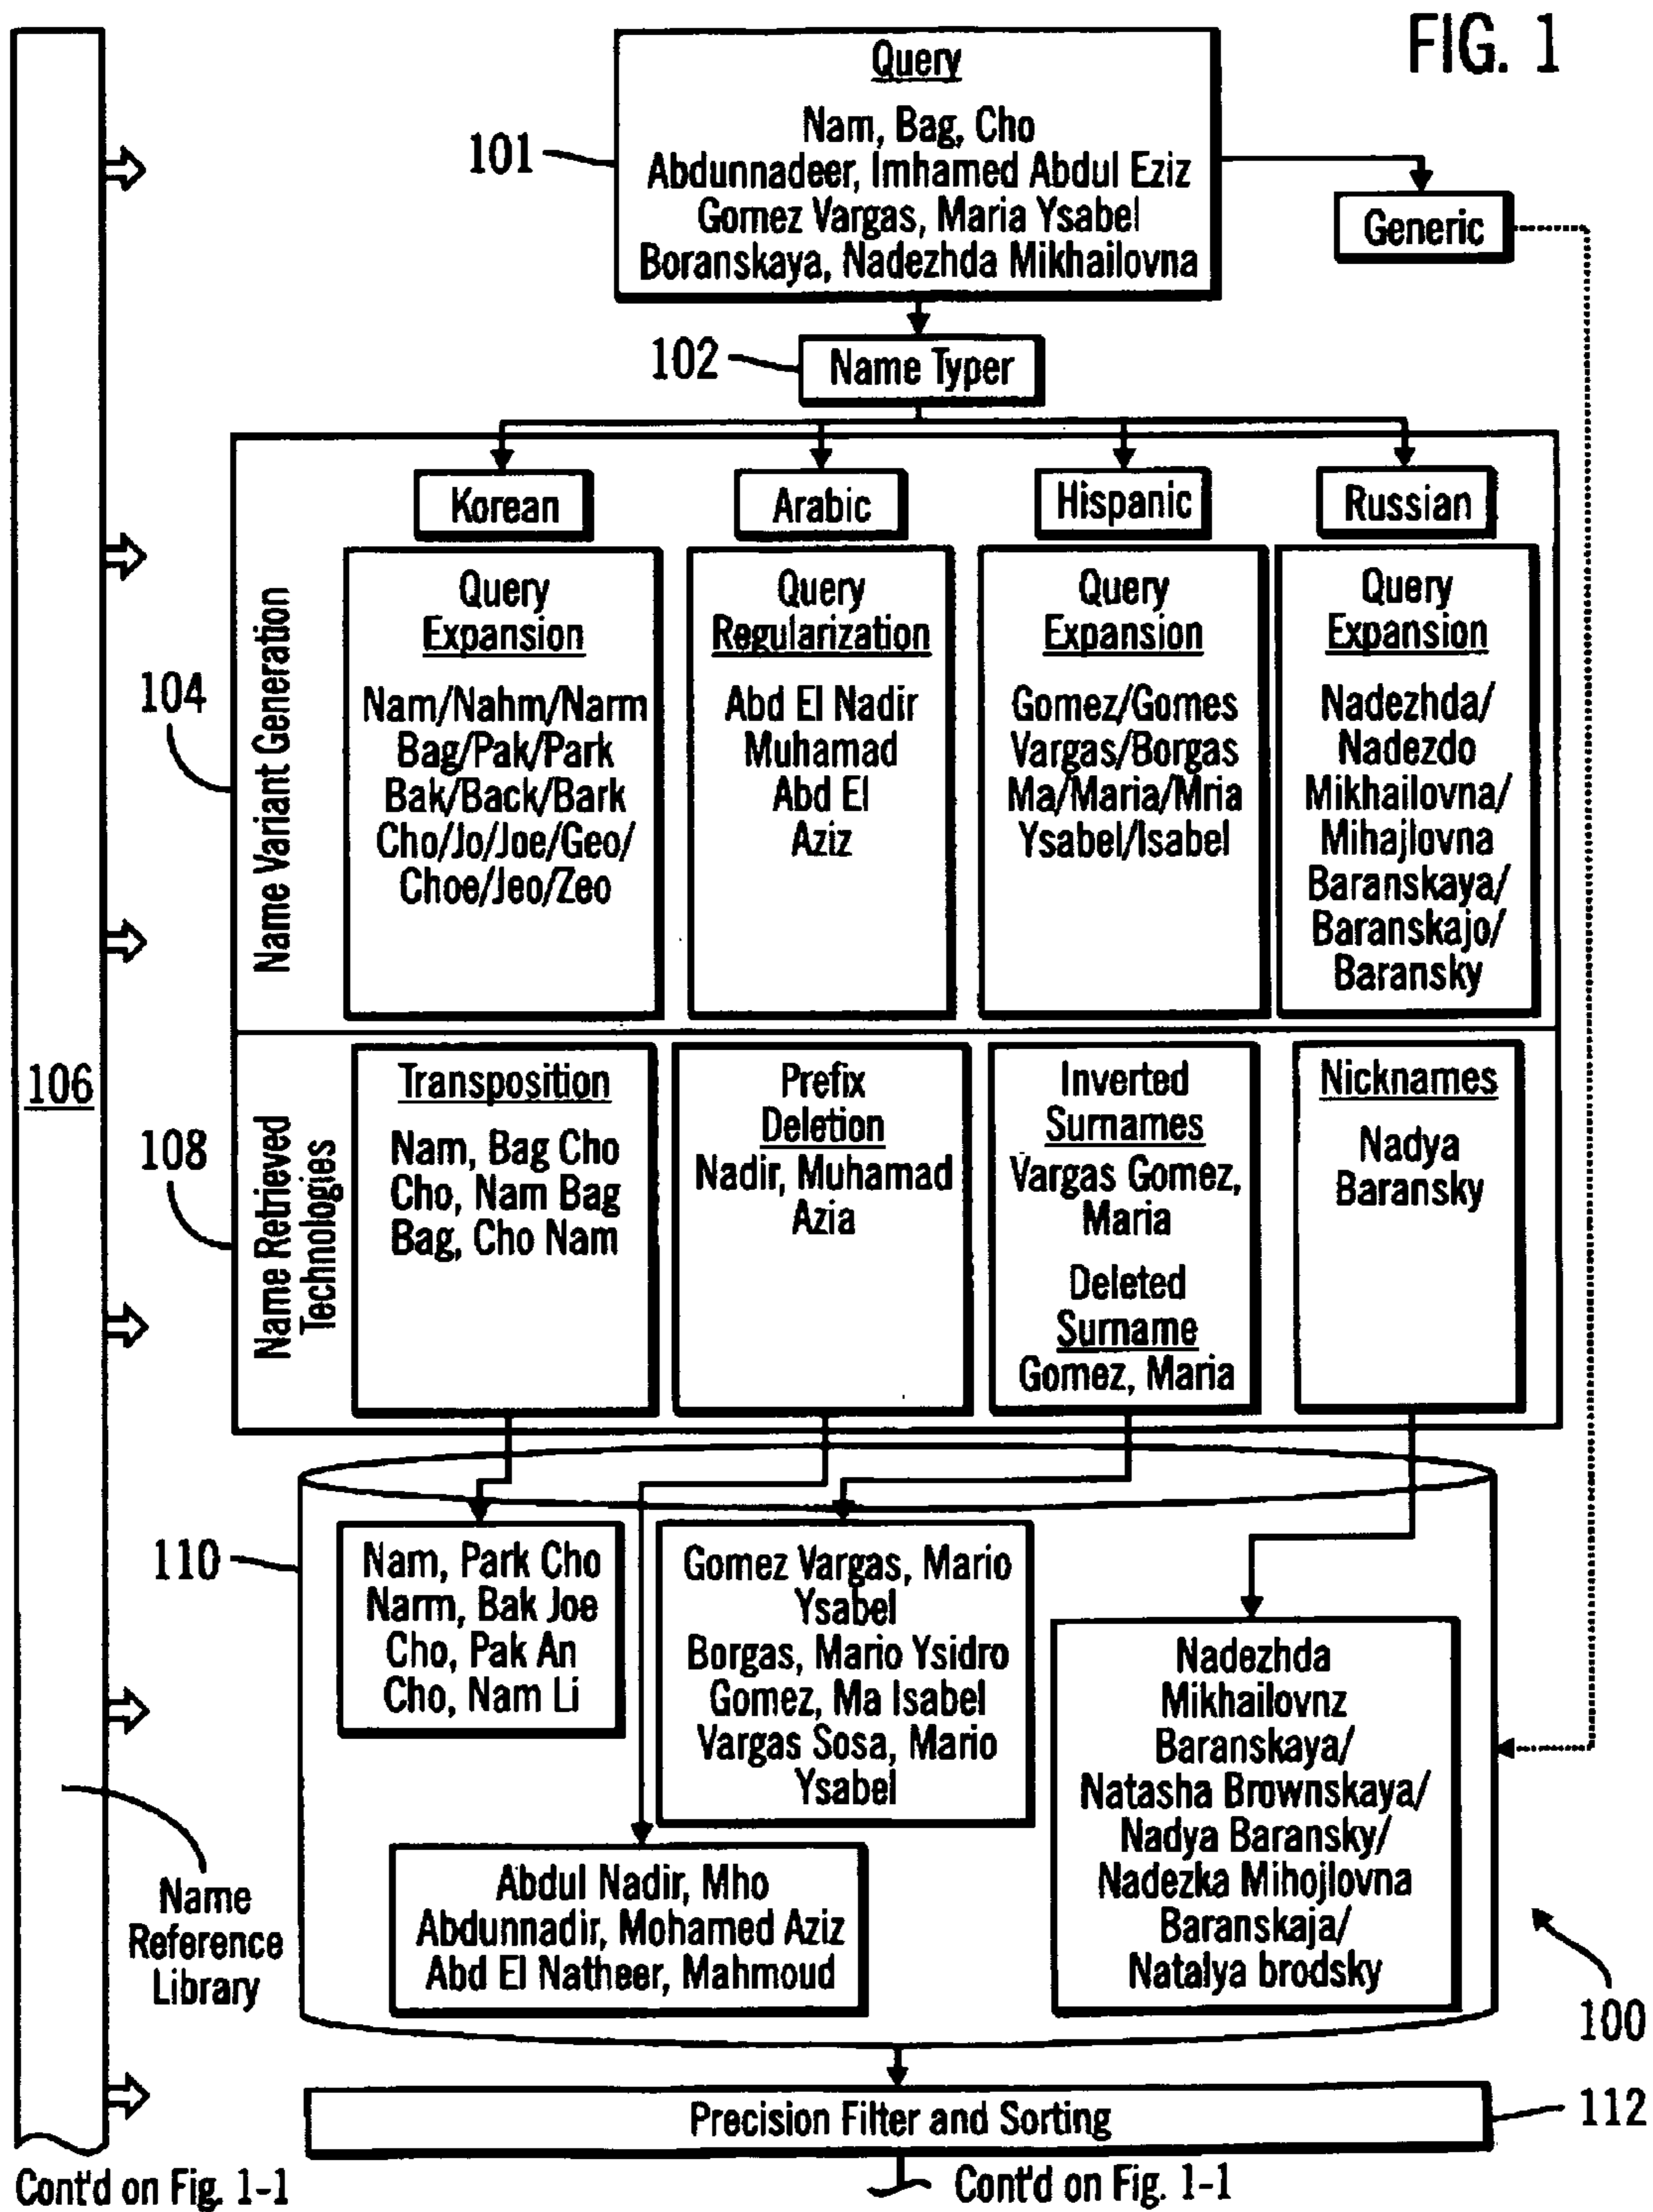 FIG. 1
Query
Nam, Bag, Cho
Abdunnadeer, Imhamed Abdul Eziz
Gomez Vargas, Maria Ysabel
Boranskaya, Nadezhda Mikhailovna
101
Generic
102
Name Typer
Korean
Arabic
Hispanic
Russian
104
Name Variant Generation
Query
Expansion
Nam/Nahm/Narm
Bag/Pak/Park
Bak/Back/Bark
Cho/Jo/Joe/Geo/
Choe/Jeo/Zeo
Query
Regularization
Abd El Nadir
Muhamad
Abd El
Aziz
Query
Expansion
Gomez/Gomes
Vargas/Borgas
Ma/Maria/Mria
Ysabel/Isabel
Query
Expansion
Nadezhda/
Nadezdo
Mikhailovna/
Mihajlovna
Baranskaya/
Baranskajo/
Baransky
106
108
Name Retrieved
Technologies
Transposition
Nam, Bag Cho
Cho, Nam Bag
Bag, Cho Nam
Prefix
Deletion
Nadir, Muhamad
Azia
Inverted
Surnames
Vargas Gomez,
Maria
Deleted
Surname
Gomez, Maria
Nicknames
Nadya
Baransky
110
Nam, Park Cho
Narm, Bak Joe
Cho, Pak An
Cho, Nam Li
Gomez Vargas, Mario
Ysabel
Borgas, Mario Ysidro
Gomez, Ma Isabel
Vargas Sosa, Mario
Ysabel
Nadezhda
Mikhailovnz
Baranskaya/
Natasha Brownskaya/
Nadya Baransky/
Nadezka Mihojlovna
Baranskaja/
Natalya brodsky
Abdul Nadir, Mho
Abdunnadir, Mohamed Aziz
Abd El Natheer, Mahmoud
Name
Reference
Library
100
Precision Filter and Sorting
112
Cont'd on Fig. 1-1
Cont'd on Fig. 1-1